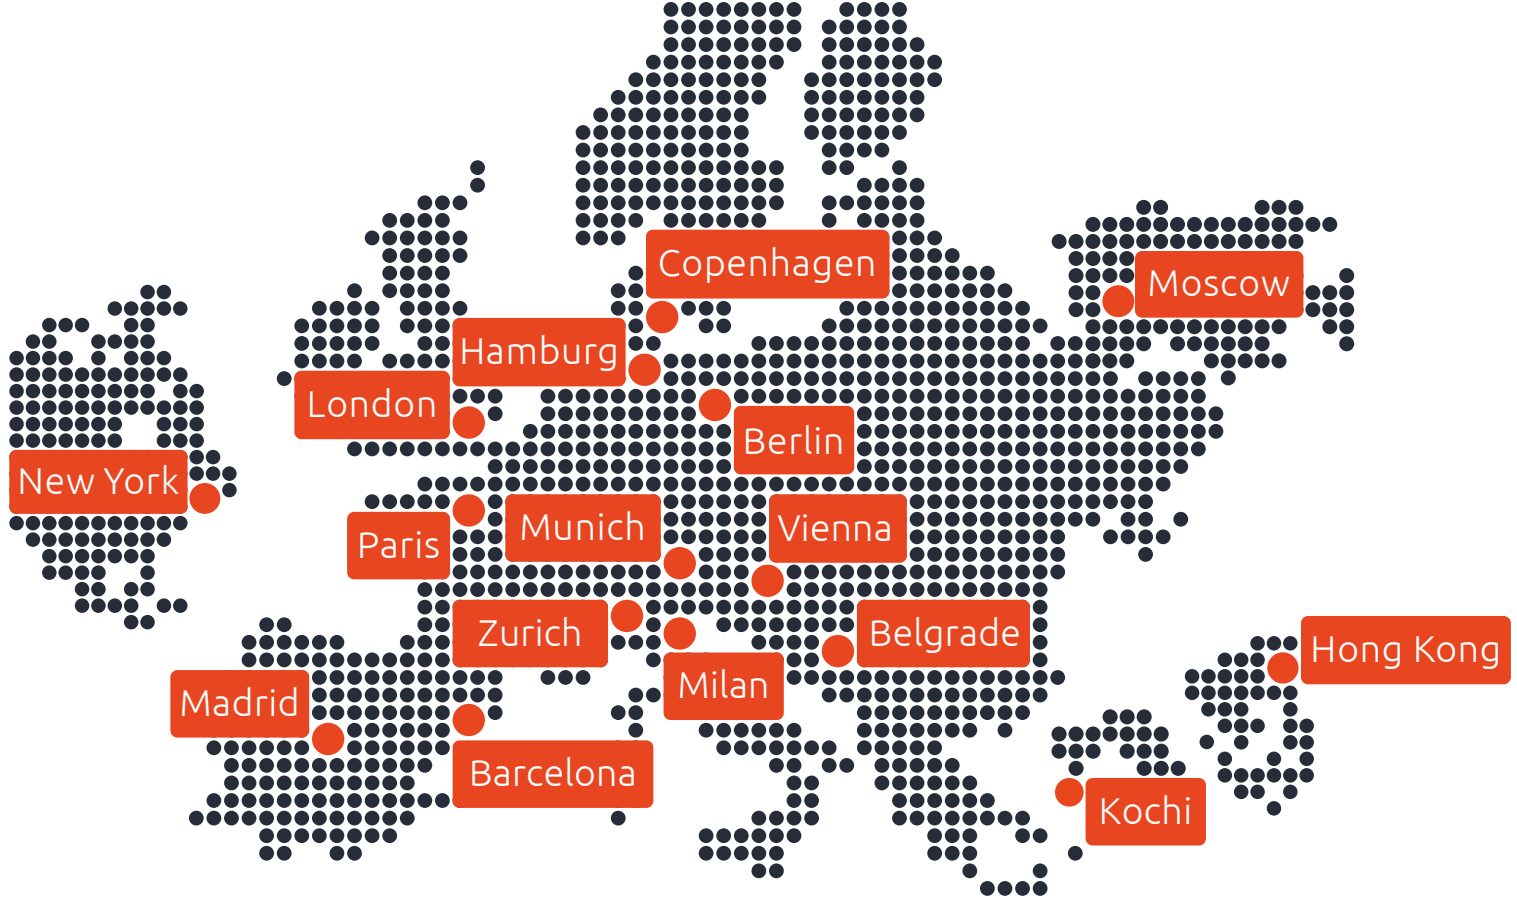 Copenhagen
Moscow
Hamburg
London
Berlin
New York
Munich
Vienna
Paris
Zurich
Belgrade
Hong Kong
Milan
Madrid
Barcelona
Kochi